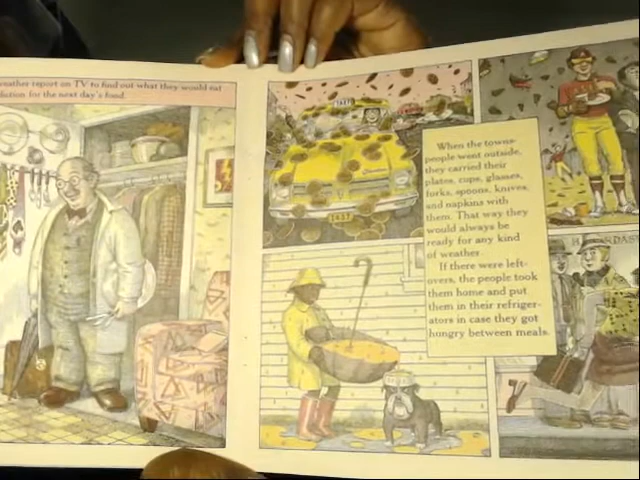 weather report on TV to find out what they would eat
diction for the next day's food.
When the towns-
people went outside,
they carried their
plates, cups, glasses,
forks, spoons, knives,
and napkins with
them. That way they
would always be
ready for any kind
of weather.
If there were left-
overs, the people took
them home and put
them in their refriger-
ators in case they got
hungry between meals.